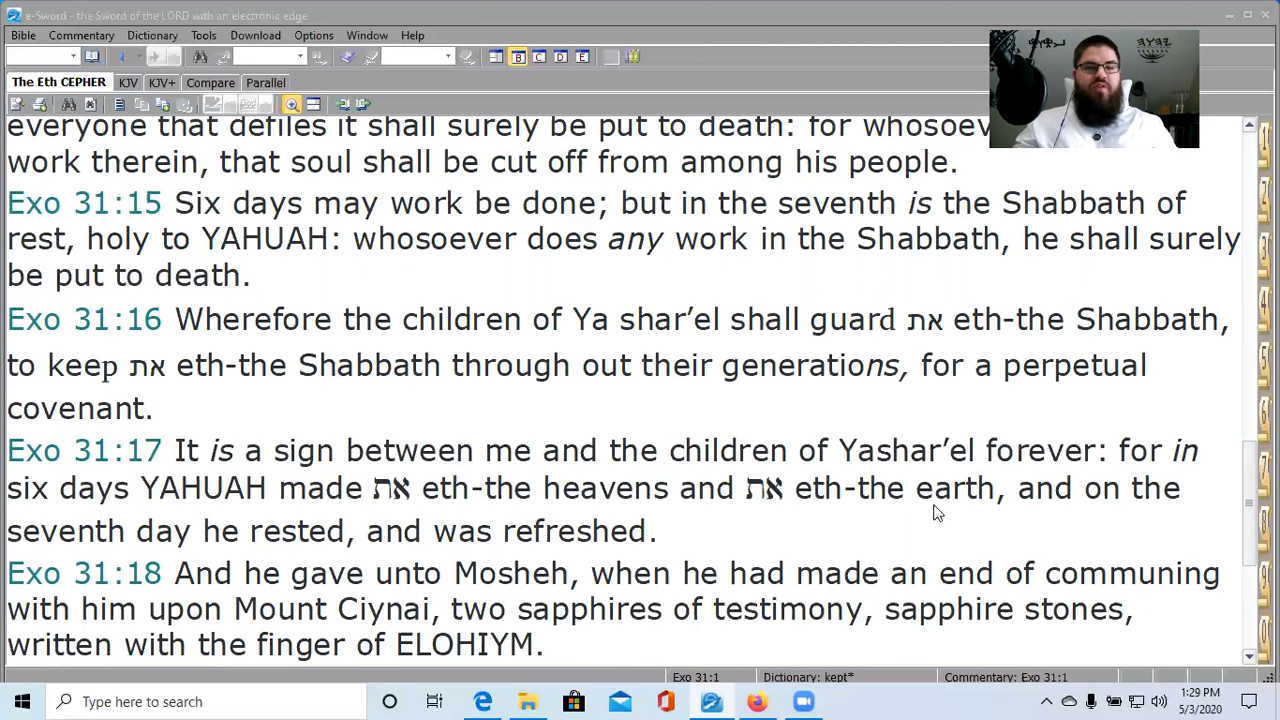 e-Sword - the Sword of the LORD with an electronic edge
Bible Commentary Dictionary Tools Download Options Window Help
The Eth CEPHER KJV KJV+ Compare Parallel
everyone that defiles it shall surely be put to death: for whosoev
work therein, that soul shall be cut off from among his people.
Exo 31:15 Six days may work be done; but in the seventh is the Shabbath of
rest, holy to YAHUAH: whosoever does any work in the Shabbath, he shall surely
be put to death.
Exo 31:16 Wherefore the children of Ya shar’el shall guard את eth-the Shabbath,
to keep את eth-the Shabbath through out their generations, for a perpetual
covenant.
Exo 31:17 It is a sign between me and the children of Yashar’el forever: for in
six days YAHUAH made את eth-the heavens and את eth-the earth, and on the
seventh day he rested, and was refreshed.
Exo 31:18 And he gave unto Mosheh, when he had made an end of communing
with him upon Mount Ciynai, two sapphires of testimony, sapphire stones,
written with the finger of ELOHIYM.
Exo 31:1 Dictionary: kept* Commentary: Exo 31:1
Type here to search
1:29 PM
5/3/2020